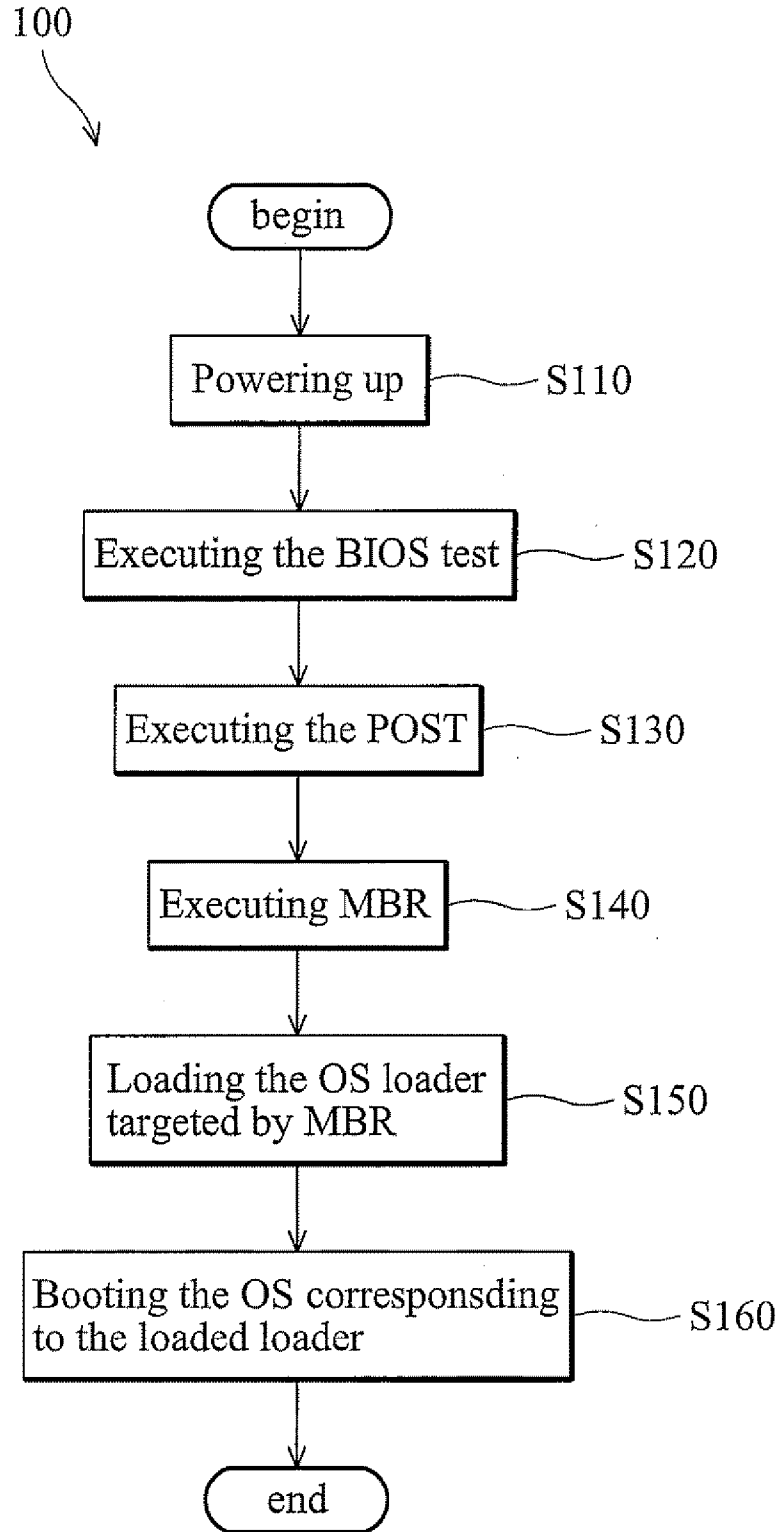 100
begin
Powering up
S110
Executing the BIOS test
S120
Executing the POST
S130
Executing MBR
S140
Loading the OS loader
targeted by MBR
S150
Booting the OS corresponsding
to the loaded loader
S160
end